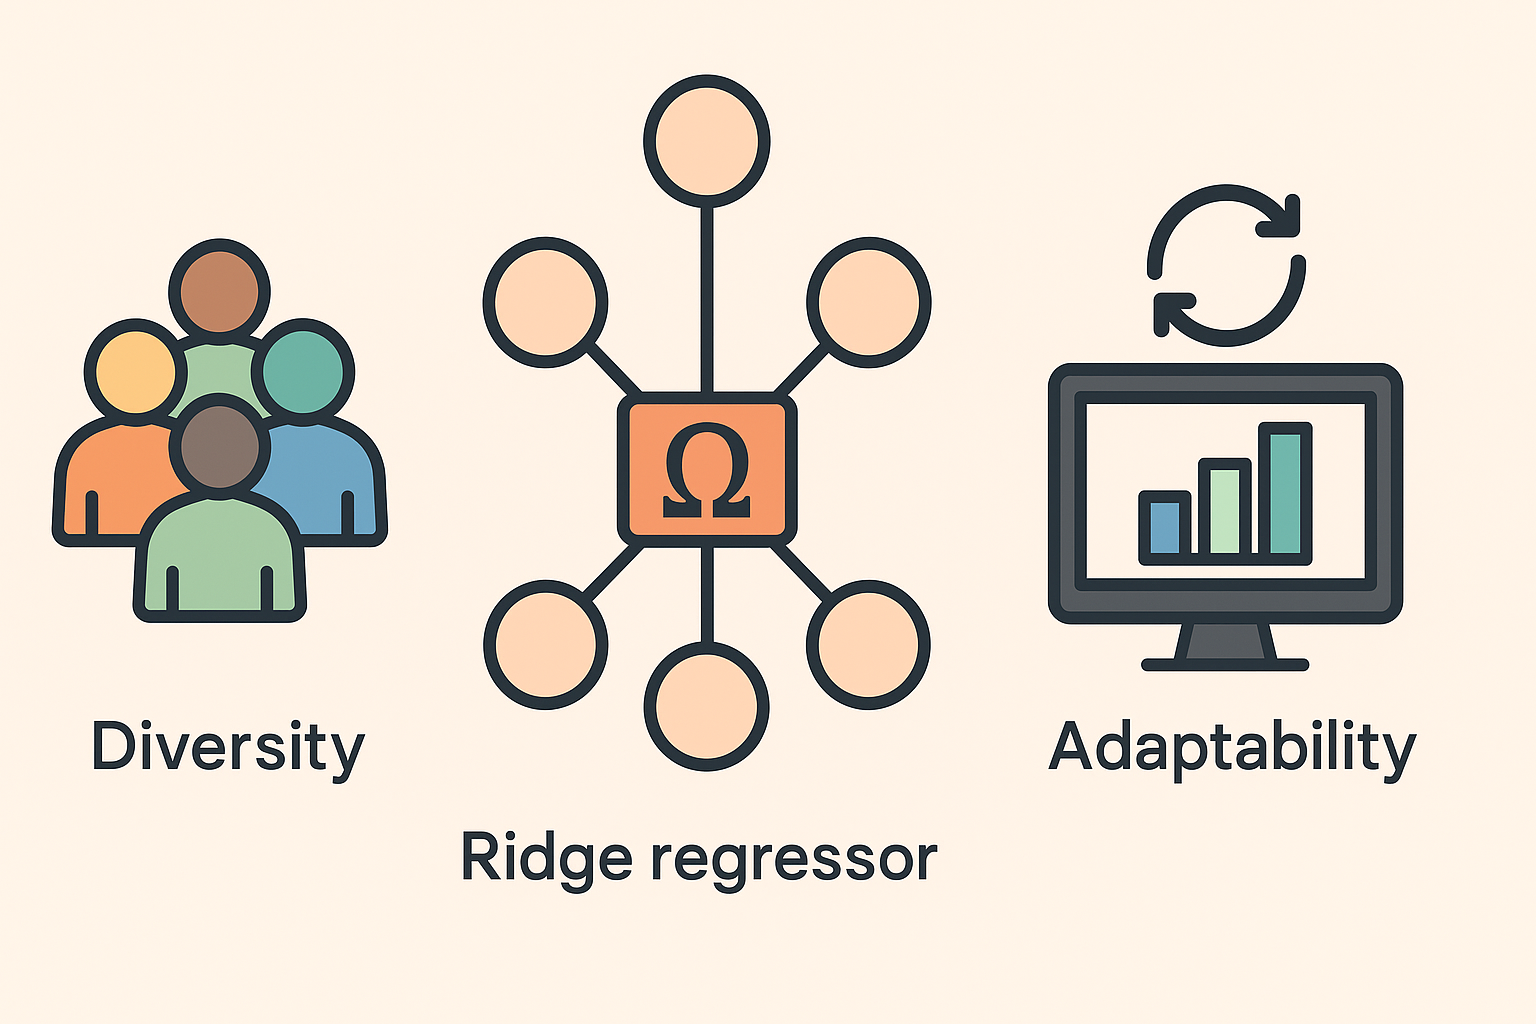 Ω
Diversity
Adaptability
Ridge regressor